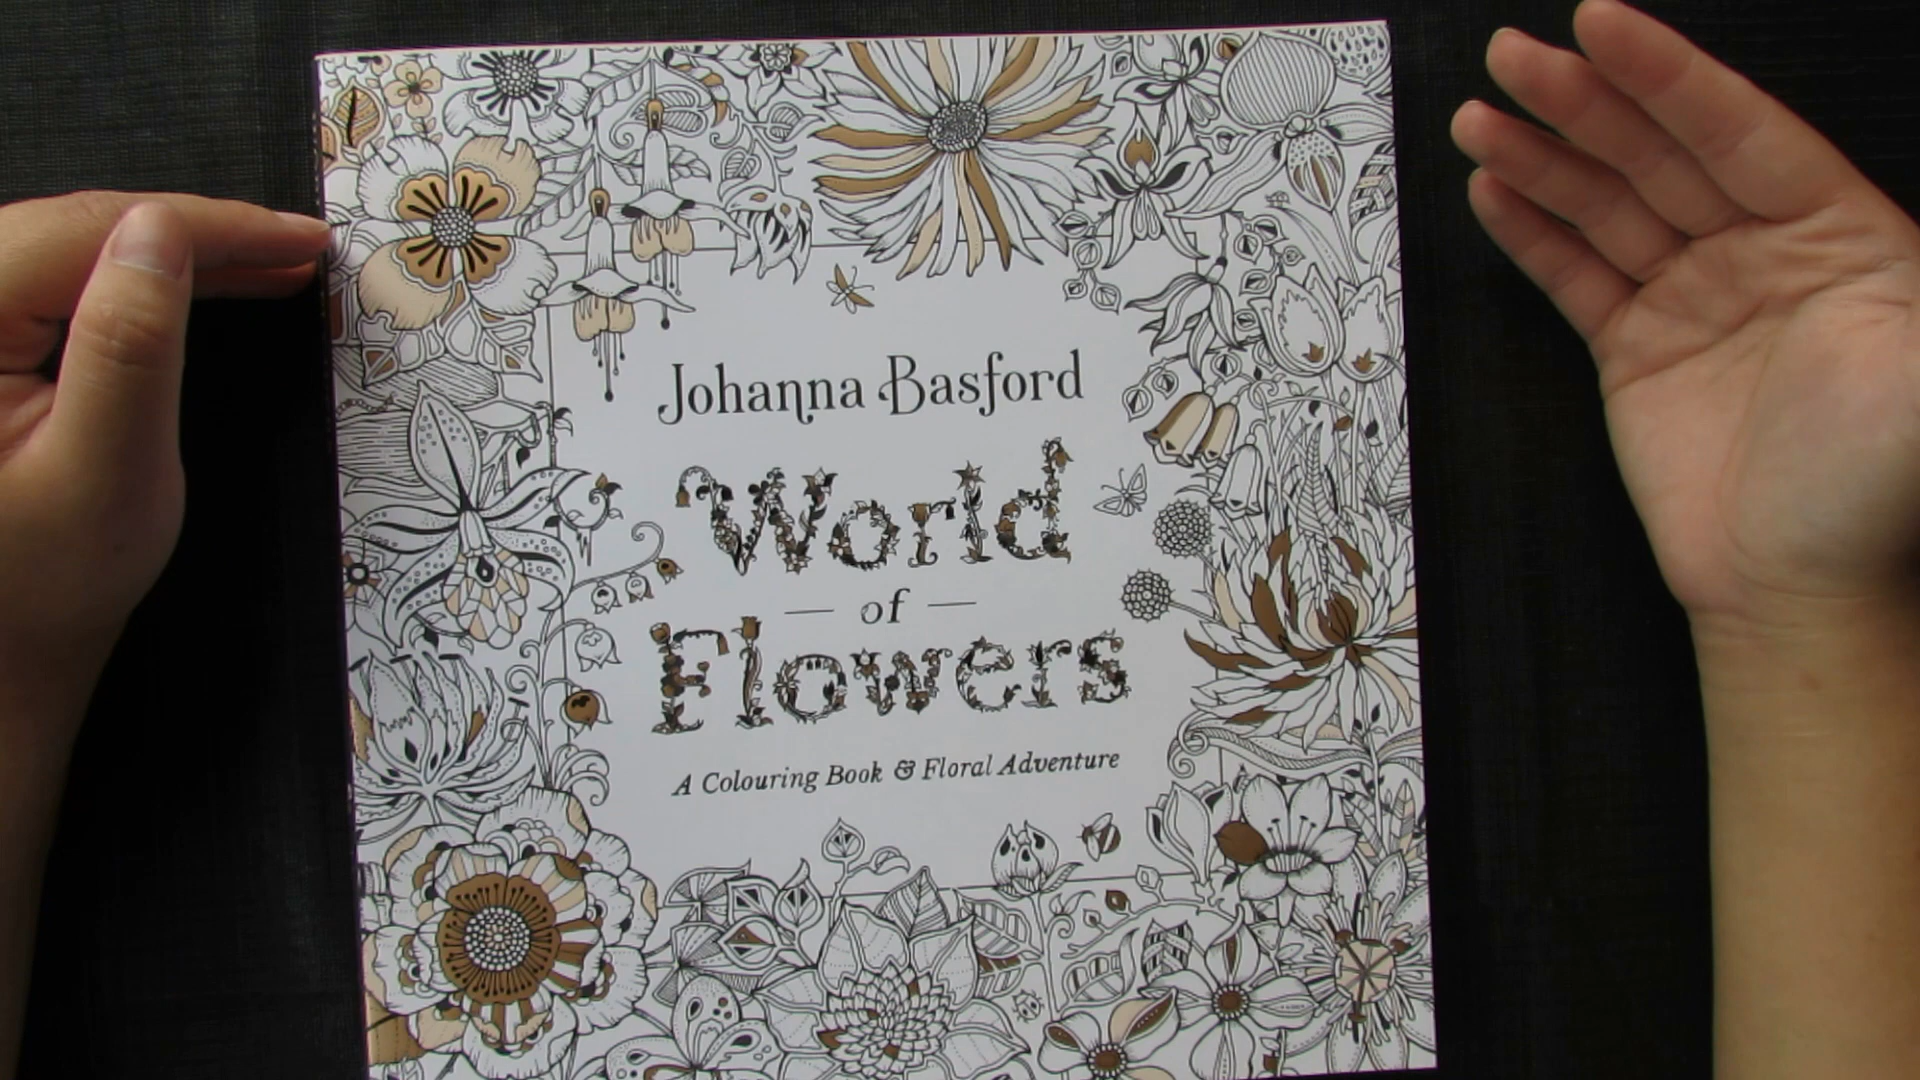 Johanna Basford
World
of
Flowers
A Colouring Book & Floral Adventure